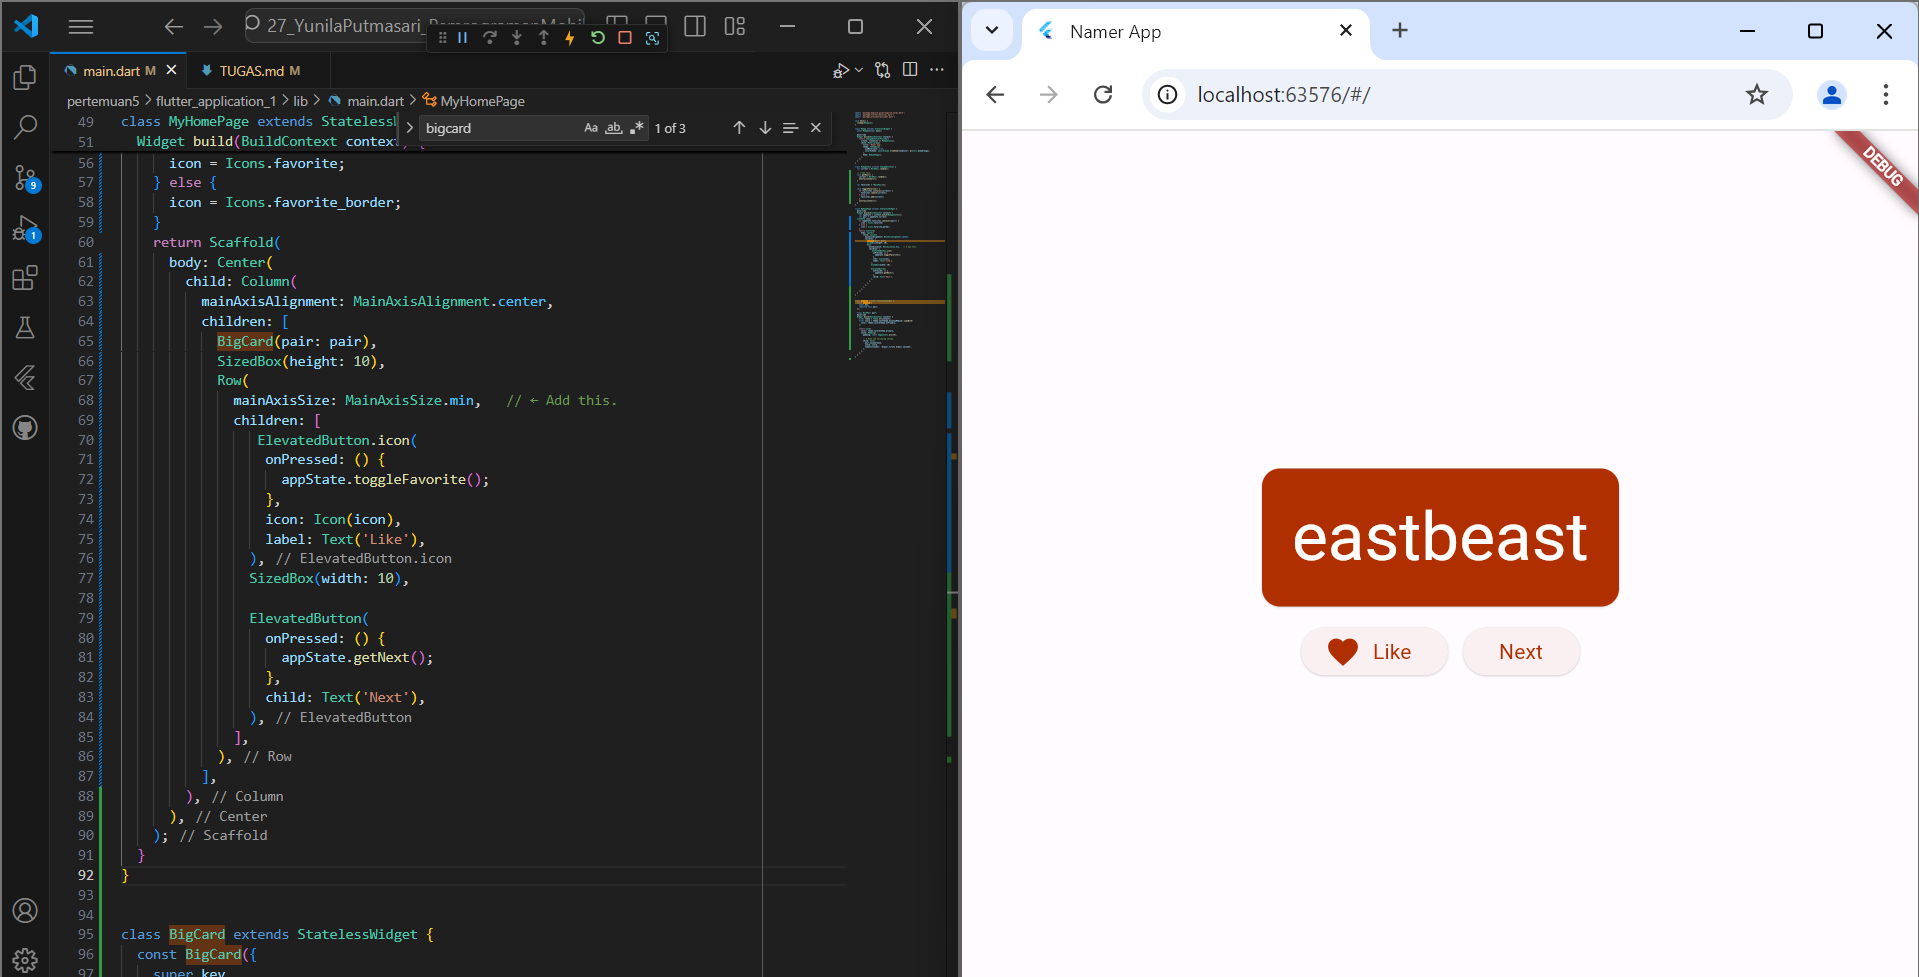 27_YunilaPutmasari_PemrogramanMobil
main.dart M
TUGAS.md M
pertemuan5 > flutter_application_1 > lib > main.dart > MyHomePage
bigcard
Aa ab .* 1 of 3
49 class MyHomePage extends StatelessW
51 Widget build(BuildContext context) {
56 icon = Icons.favorite;
57 } else {
58 icon = Icons.favorite_border;
59 }
60 return Scaffold(
61 body: Center(
62 child: Column(
63 mainAxisAlignment: MainAxisAlignment.center,
64 children: [
65 BigCard(pair: pair),
66 SizedBox(height: 10),
67 Row(
68 mainAxisSize: MainAxisSize.min, // ← Add this.
69 children: [
70 ElevatedButton.icon(
71 onPressed: () {
72 appState.toggleFavorite();
73 },
74 icon: Icon(icon),
75 label: Text('Like'),
76 ), // ElevatedButton.icon
77 SizedBox(width: 10),
78
79 ElevatedButton(
80 onPressed: () {
81 appState.getNext();
82 },
83 child: Text('Next'),
84 ), // ElevatedButton
85 ],
86 ), // Row
87 ],
88 ), // Column
89 ), // Center
90 ); // Scaffold
91 }
92 }
93
94
95 class BigCard extends StatelessWidget {
96 const BigCard({
97 super.key
9
1
Namer App
localhost:63576/#/
DEBUG
eastbeast
Like
Next